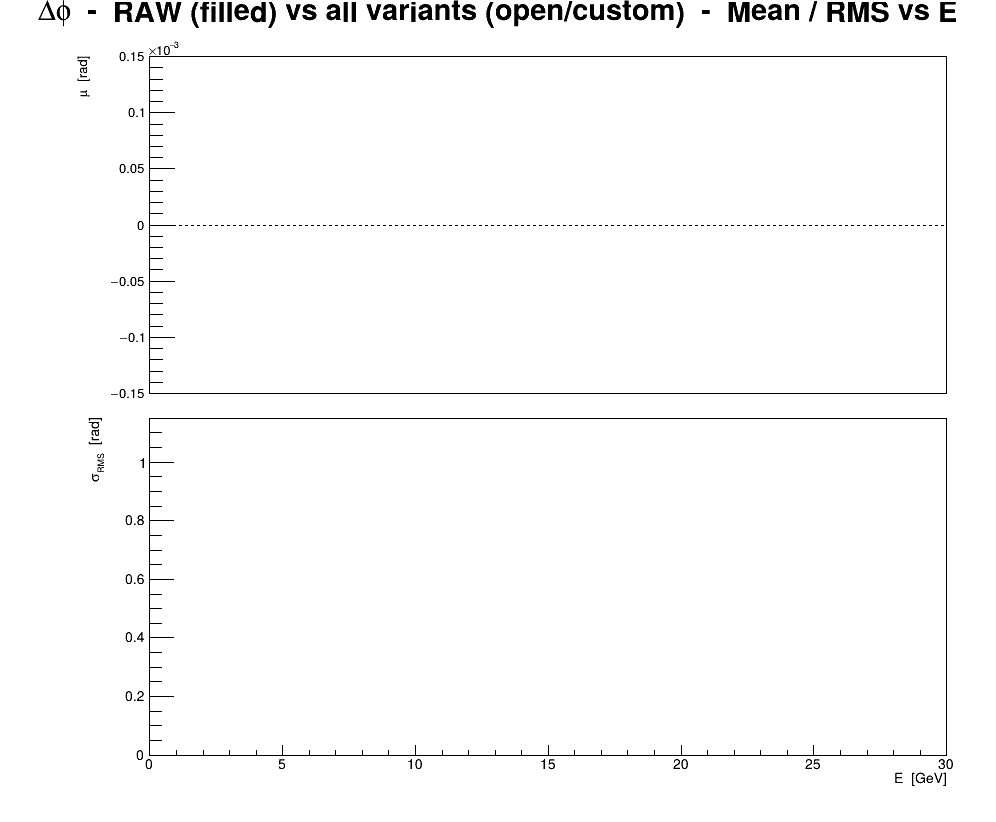 Δϕ - RAW (filled) vs all variants (open/custom) - Mean / RMS vs E
×10⁻³
μ [rad]
0.15
0.1
0.05
0
−0.05
−0.1
−0.15
σRMS [rad]
1
0.8
0.6
0.4
0.2
0
0 5 10 15 20 25 30
E [GeV]